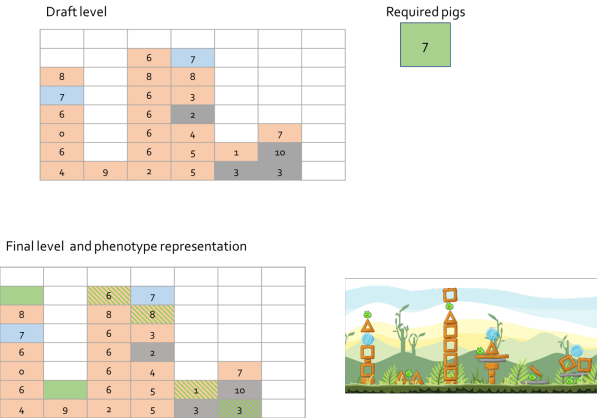 Draft level
Required pigs
7
6 7
8 8 8
7 6 3
6 6 2
0 6 4 7
6 6 5 1 10
4 9 2 5 3 3
Final level and phenotype representation
6 7
8 8 8
7 6 3
6 6 2
0 6 4 7
6 6 5 1 10
4 9 2 5 3 3